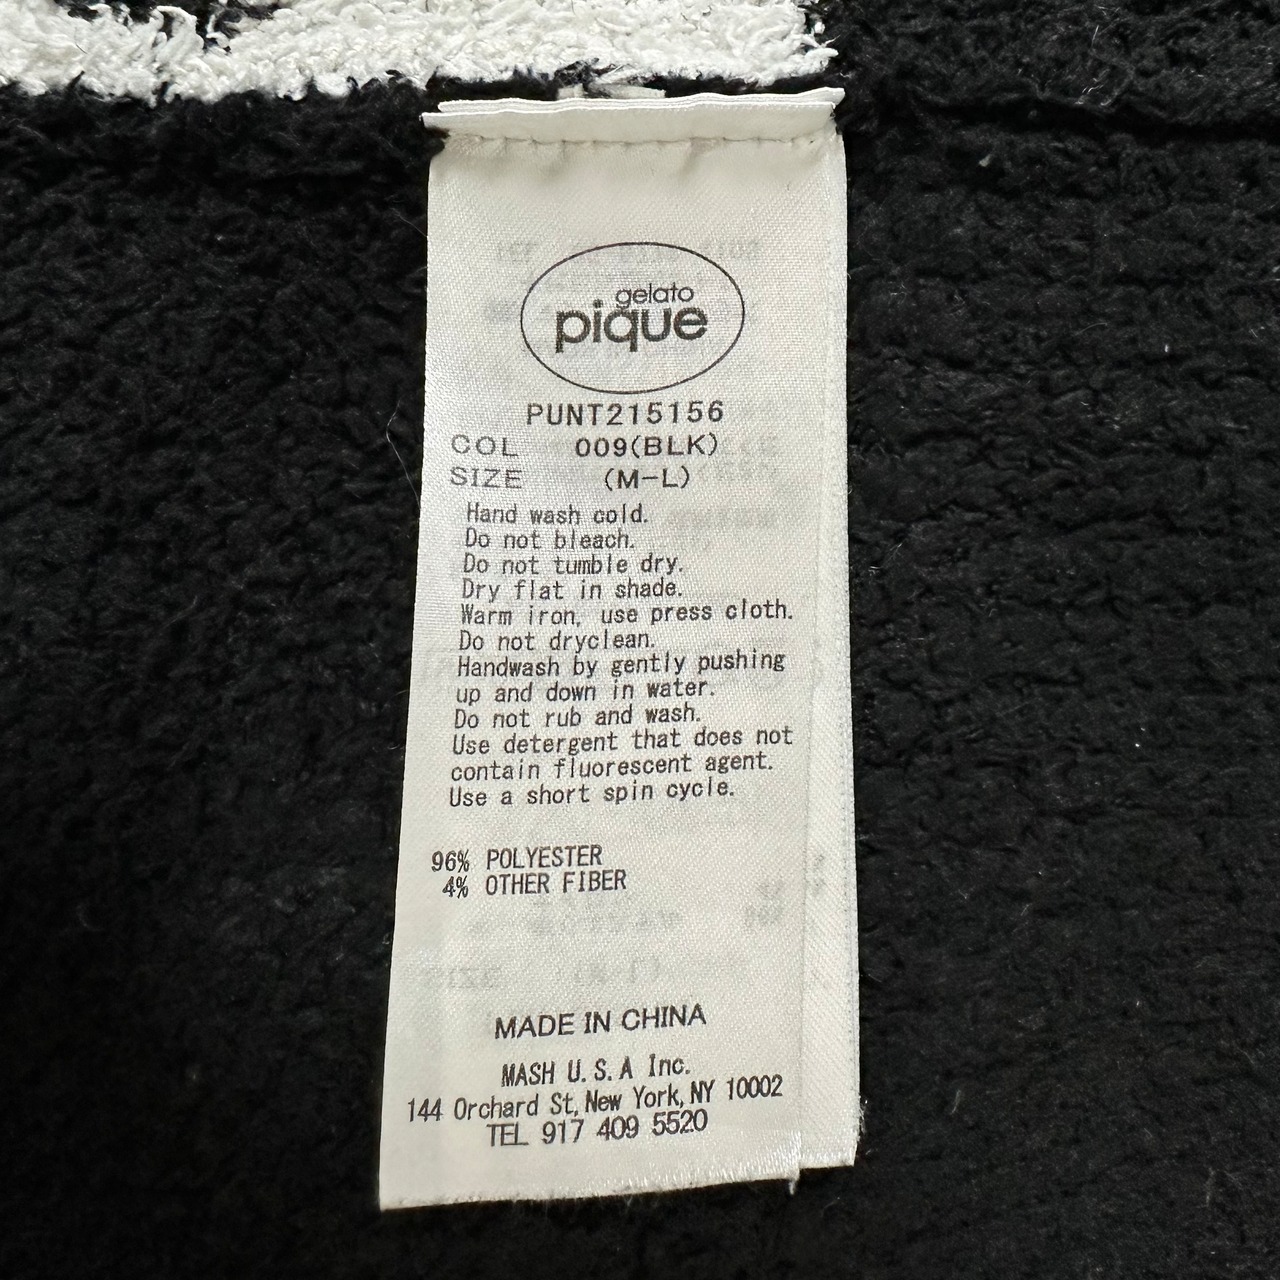 gelato
pique
PUNT215156
COL 009(BLK)
SIZE (M-L)
Hand wash cold.
Do not bleach.
Do not tumble dry.
Dry flat in shade.
Warm iron, use press cloth.
Do not dryclean.
Handwash by gently pushing
up and down in water.
Do not rub and wash.
Use detergent that does not
contain fluorescent agent.
Use a short spin cycle.
96% POLYESTER
4% OTHER FIBER
MADE IN CHINA
MASH U.S.A Inc.
144 Orchard St, New York, NY 10002
TEL 917 409 5520